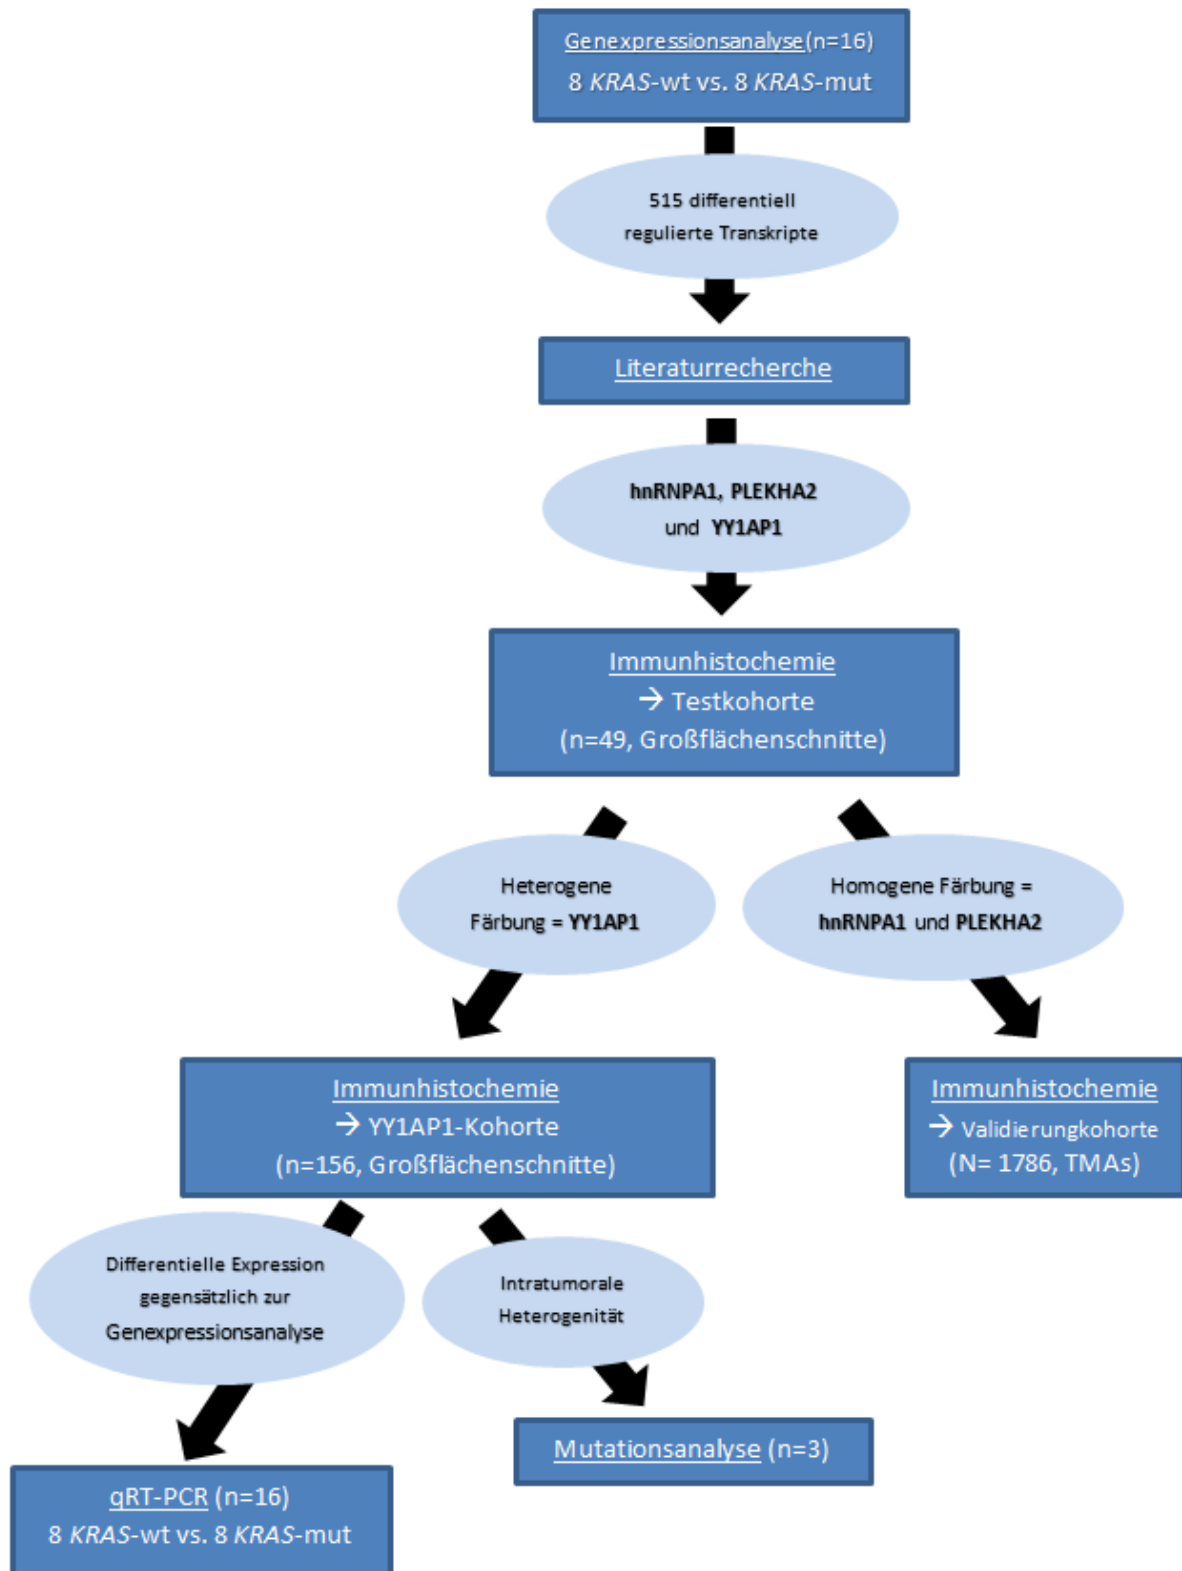 Genexpressionsanalyse(n=16)
8 KRAS-wt vs. 8 KRAS-mut
515 differentiell
regulierte Transkripte
Literaturrecherche
hnRNPA1, PLEKHA2
und YY1AP1
Immunhistochemie
→ Testkohorte
(n=49, Großflächenschnitte)
Heterogene
Färbung = YY1AP1
Homogene Färbung =
hnRNPA1 und PLEKHA2
Immunhistochemie
→ YY1AP1-Kohorte
(n=156, Großflächenschnitte)
Immunhistochemie
→ Validierungkohorte
(N= 1786, TMAs)
Differentielle Expression
gegensätzlich zur
Genexpressionsanalyse
Intratumorale
Heterogenität
Mutationsanalyse (n=3)
qRT-PCR (n=16)
8 KRAS-wt vs. 8 KRAS-mut